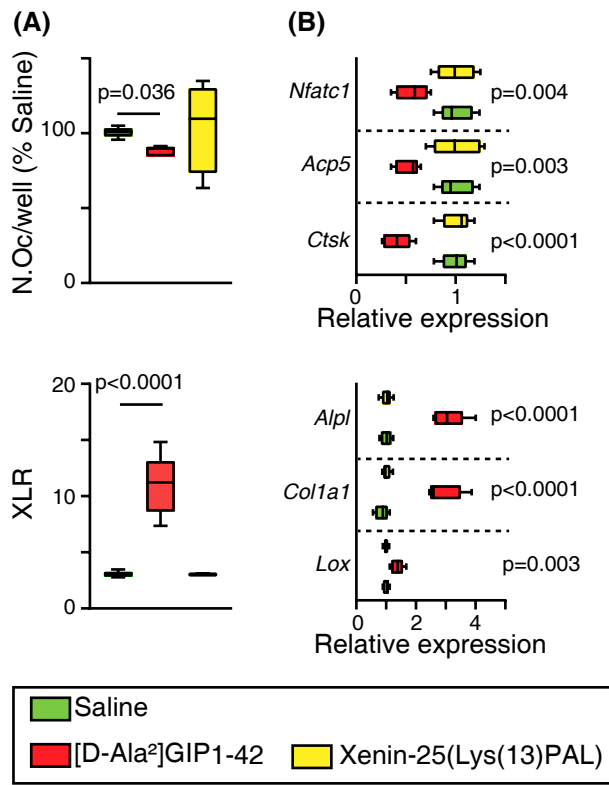 (A)
(B)
p=0.036
100
0
N.Oc/well (% Saline)
Nfatc1
p=0.004
Acp5
p=0.003
Ctsk
p<0.0001
0
1
Relative expression
p<0.0001
20
10
0
XLR
Alpl
p<0.0001
Col1a1
p<0.0001
Lox
p=0.003
0
2
4
Relative expression
Saline
[D-Ala²]GIP1-42
Xenin-25(Lys(13)PAL)